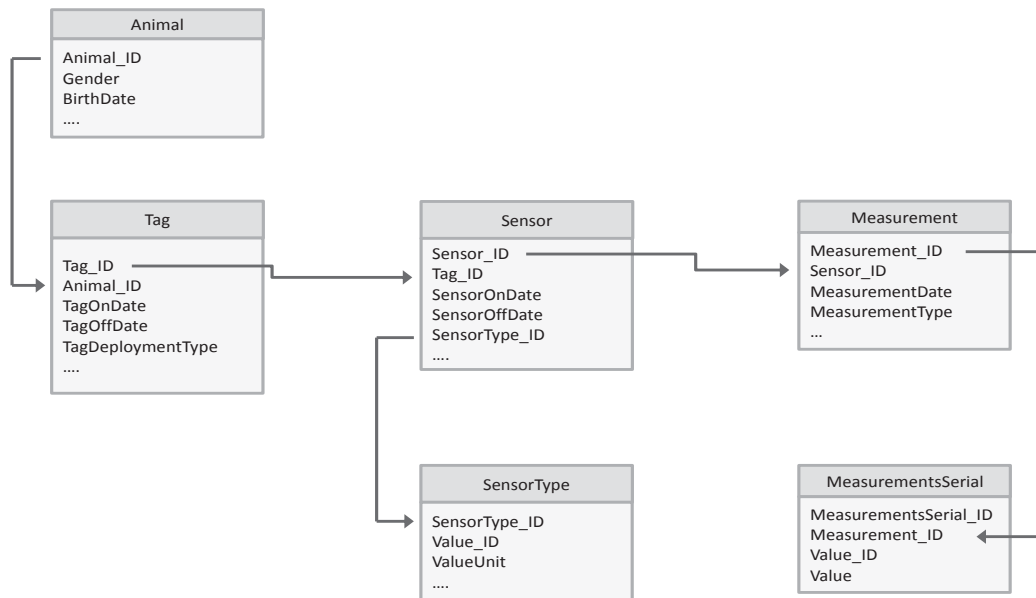 Animal
Animal_ID
Gender
BirthDate
....
Tag
Tag_ID
Animal_ID
TagOnDate
TagOffDate
TagDeploymentType
....
Sensor
Sensor_ID
Tag_ID
SensorOnDate
SensorOffDate
SensorType_ID
....
Measurement
Measurement_ID
Sensor_ID
MeasurementDate
MeasurementType
...
SensorType
SensorType_ID
Value_ID
ValueUnit
....
MeasurementsSerial
MeasurementsSerial_ID
Measurement_ID
Value_ID
Value